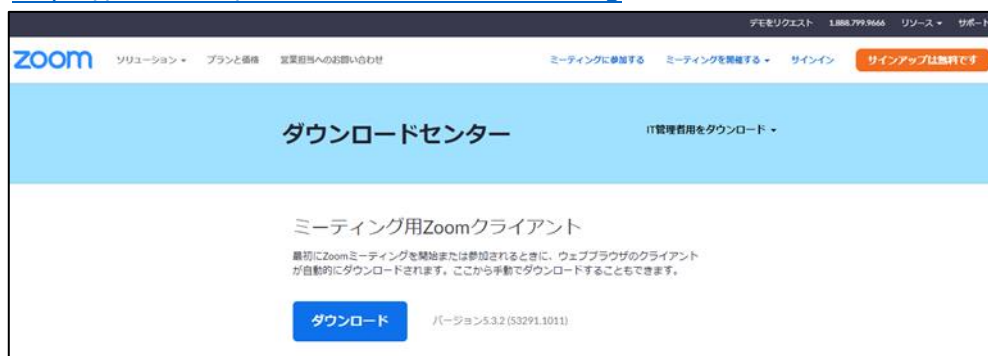 デモをリクエスト 1.888.799.9666 リソース サポート
zoom ソリューション プランと価格 営業担当へのお問い合わせ ミーティングに参加する ミーティングを開催する サインイン サインアップは無料です
ダウンロードセンター IT管理者用をダウンロード
ミーティング用Zoomクライアント
最初にZoomミーティングを開始または参加されるときに、ウェブブラウザのクライアント
が自動的にダウンロードされます。ここから手動でダウンロードすることもできます。
ダウンロード バージョン5.3.2 (53291.1011)